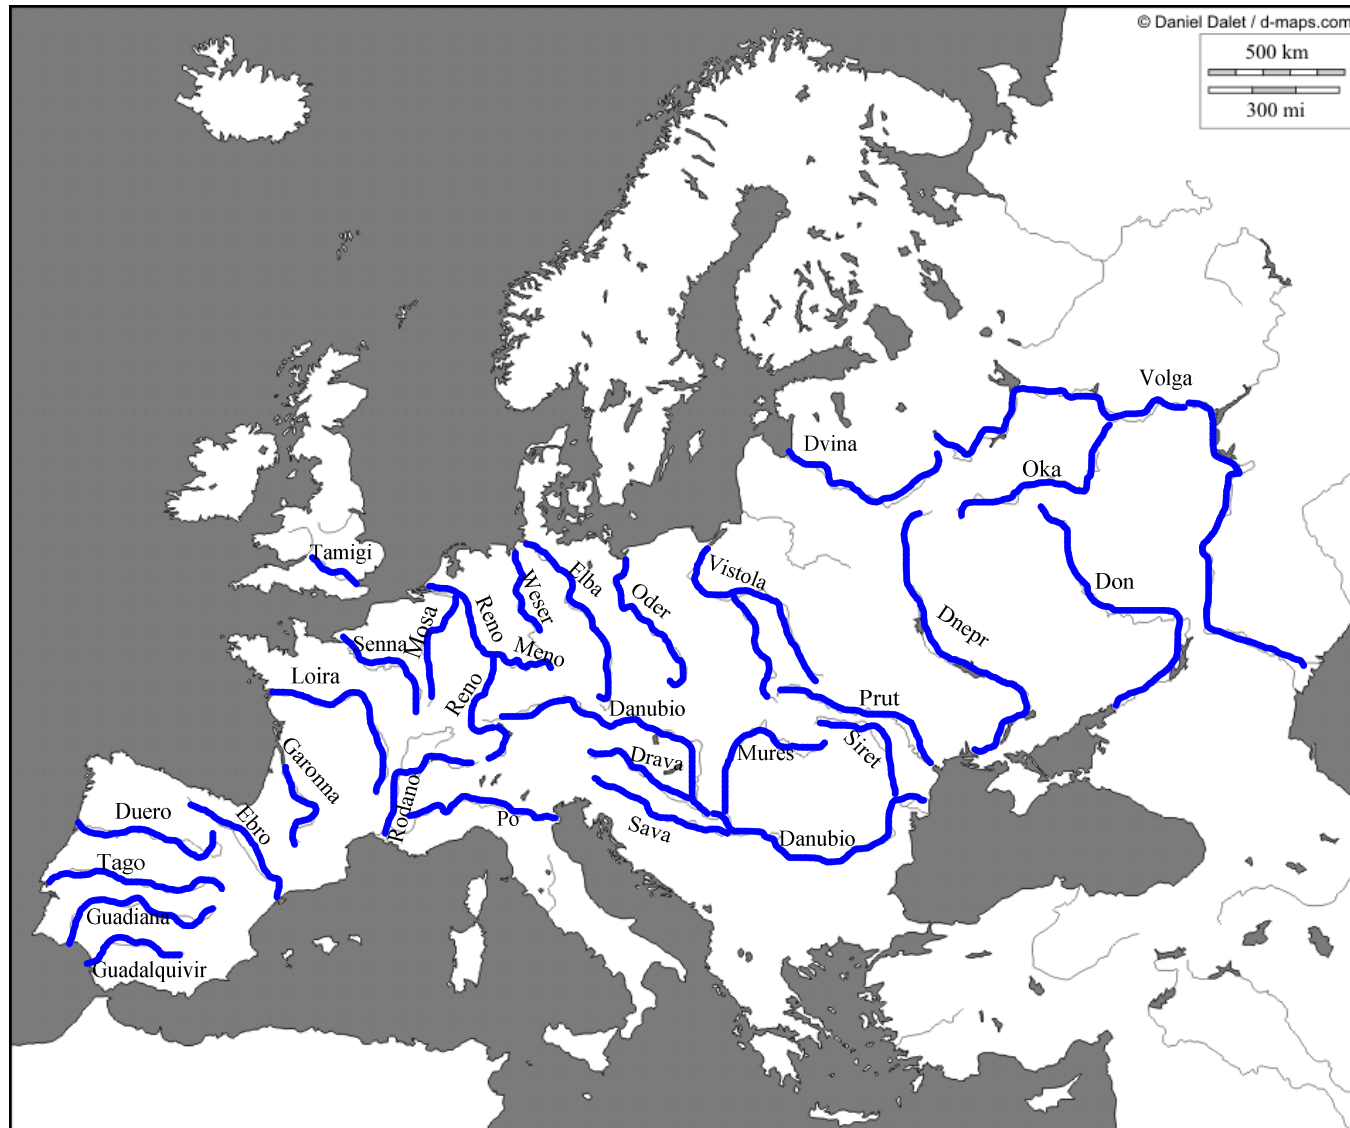 © Daniel Dalet / d-maps.com
500 km
300 mi
Volga
Dvina
Oka
Tamigi
Vistola
Elba
Weser
Oder
Don
Mosa
Reno
Dnepr
Senna
Meno
Loira
Reno
Prut
Danubio
Siret
Mures
Drava
Garonna
Rodano
Duero
Ebro
Po
Sava
Danubio
Tago
Guadiana
Guadalquivir